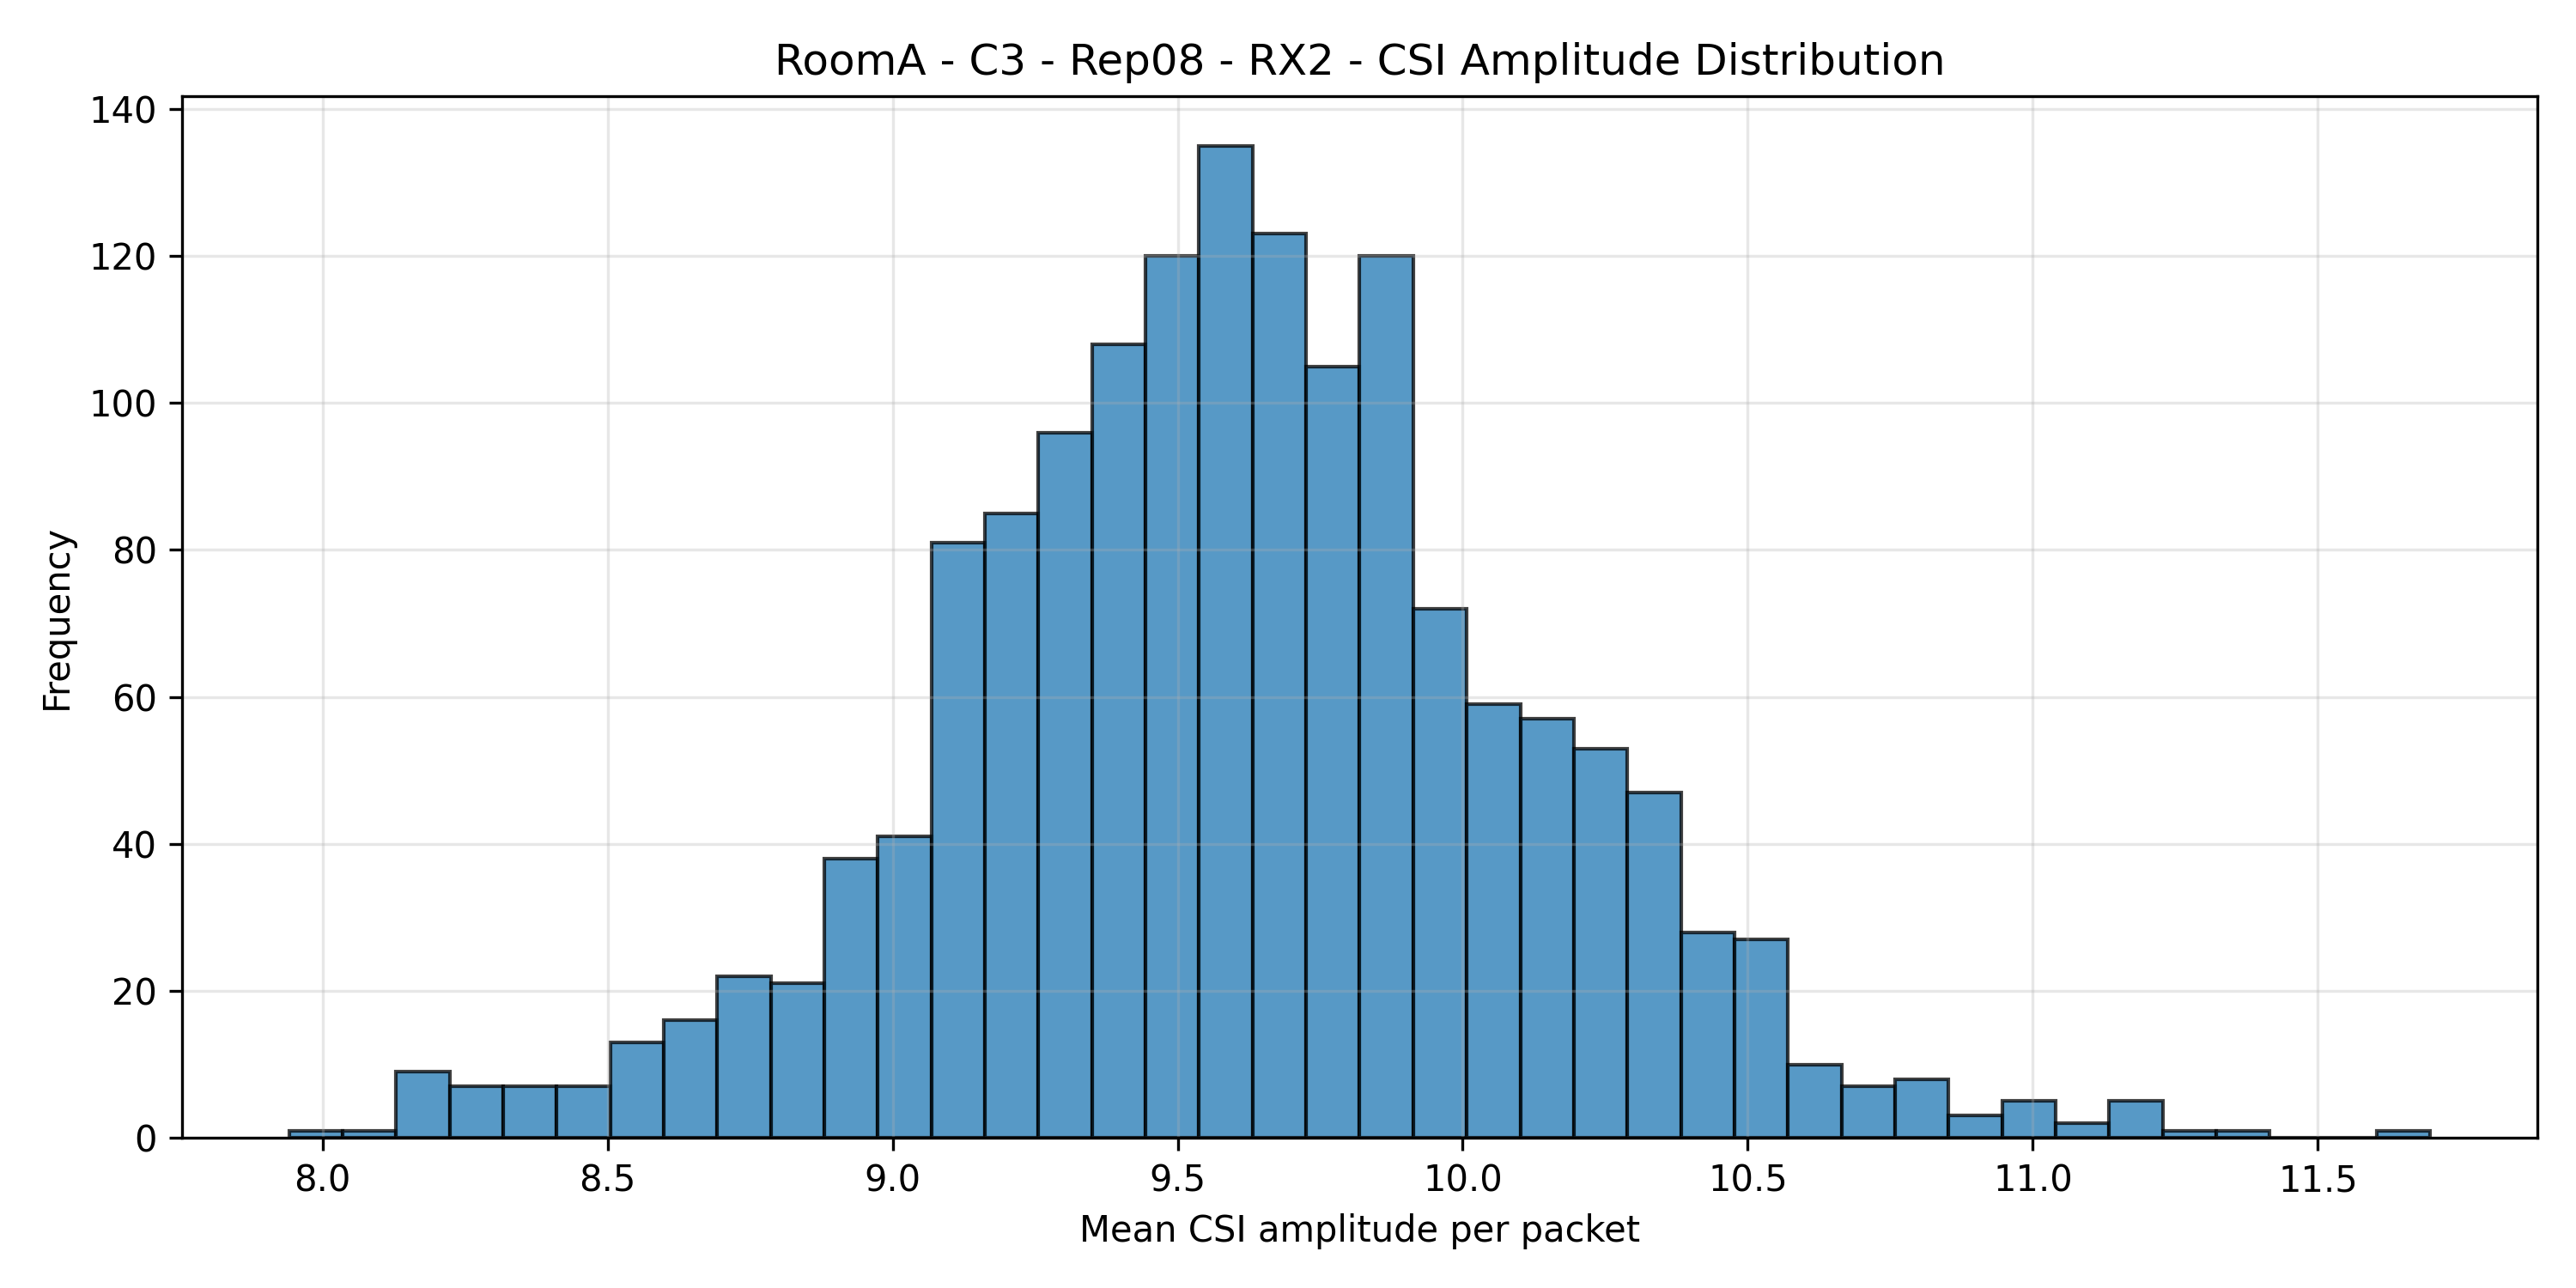 RoomA - C3 - Rep08 - RX2 - CSI Amplitude Distribution
140
120
100
80
60
40
20
0
Frequency
8.0 8.5 9.0 9.5 10.0 10.5 11.0 11.5
Mean CSI amplitude per packet